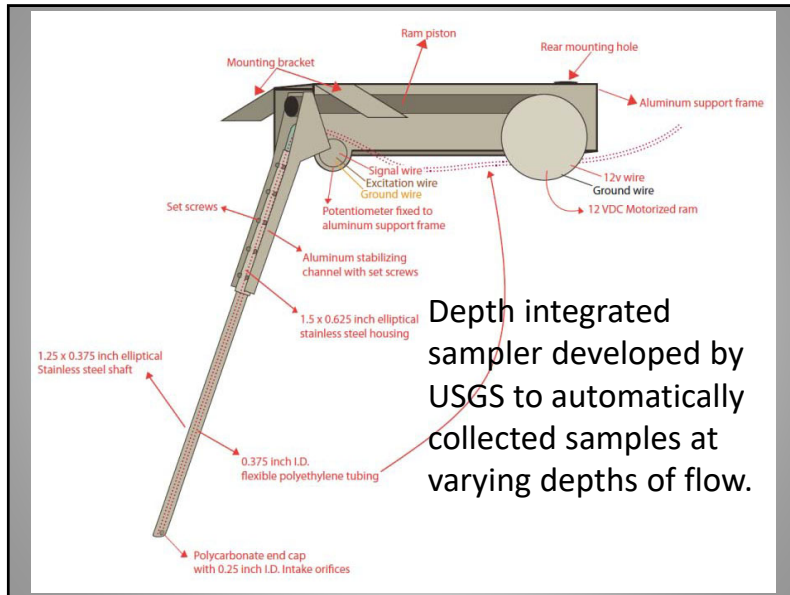 Ram piston
Mounting bracket
Rear mounting hole
Aluminum support frame
Signal wire
Excitation wire
Ground wire
12v wire
Ground wire
Set screws
Potentiometer fixed to
aluminum support frame
12 VDC Motorized ram
Aluminum stabilizing
channel with set screws
1.5 x 0.625 inch elliptical
stainless steel housing
1.25 x 0.375 inch elliptical
Stainless steel shaft
0.375 inch I.D.
flexible polyethylene tubing
Polycarbonate end cap
with 0.25 inch I.D. Intake orifices
Depth integrated
sampler developed by
USGS to automatically
collected samples at
varying depths of flow.